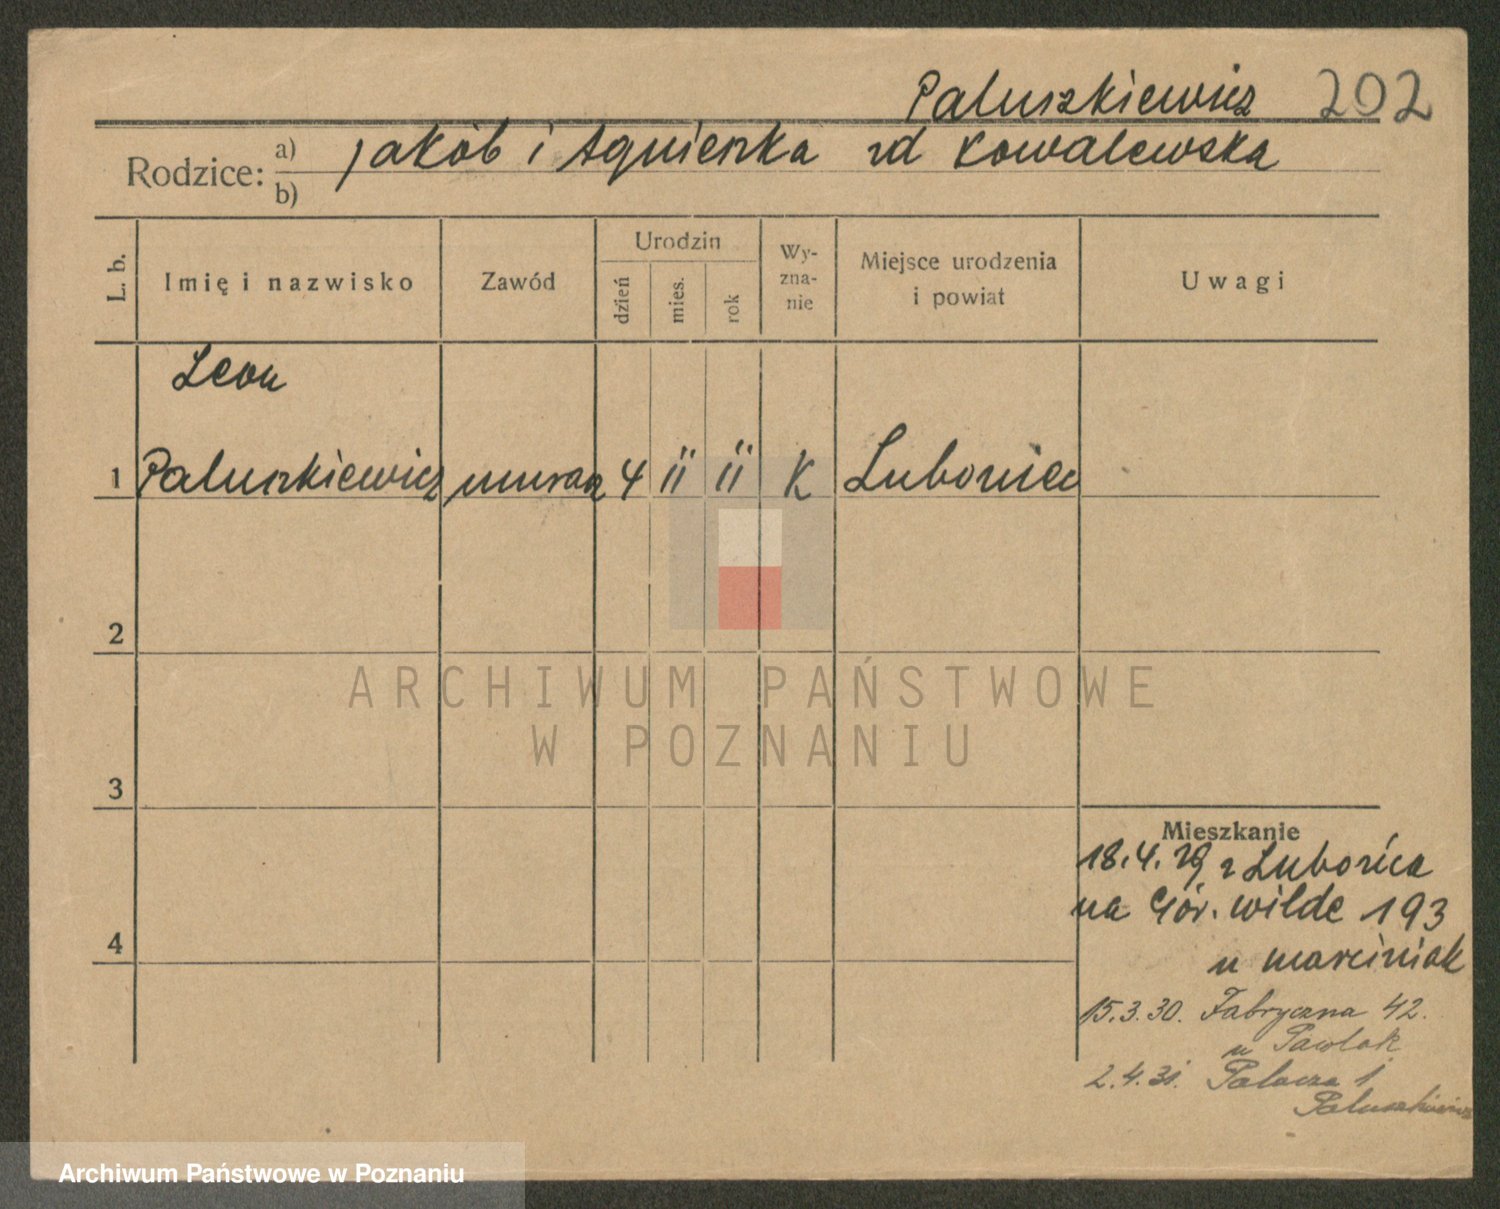 Paluszkiewicz 202
Rodzice: a) Jakób i Agnieszka zd Kowalewska
b)
L. b. Imię i nazwisko Zawód Urodzin dzień mies. rok Wy-zna-nie Miejsce urodzenia i powiat Uwagi
Leon
1 Paluszkiewicz murarz 4 II II K Luboniec
2
3
4
ARCHIWUM PAŃSTWOWE
W POZNANIU
Mieszkanie
18.4.29 z Lubońca
na Gór. Wilde 193
u Marciniak
15.3.30. Fabryczna 42.
u Pawlak
2.4.31. Palacza 1
Paluszkiewicz
Archiwum Państwowe w Poznaniu